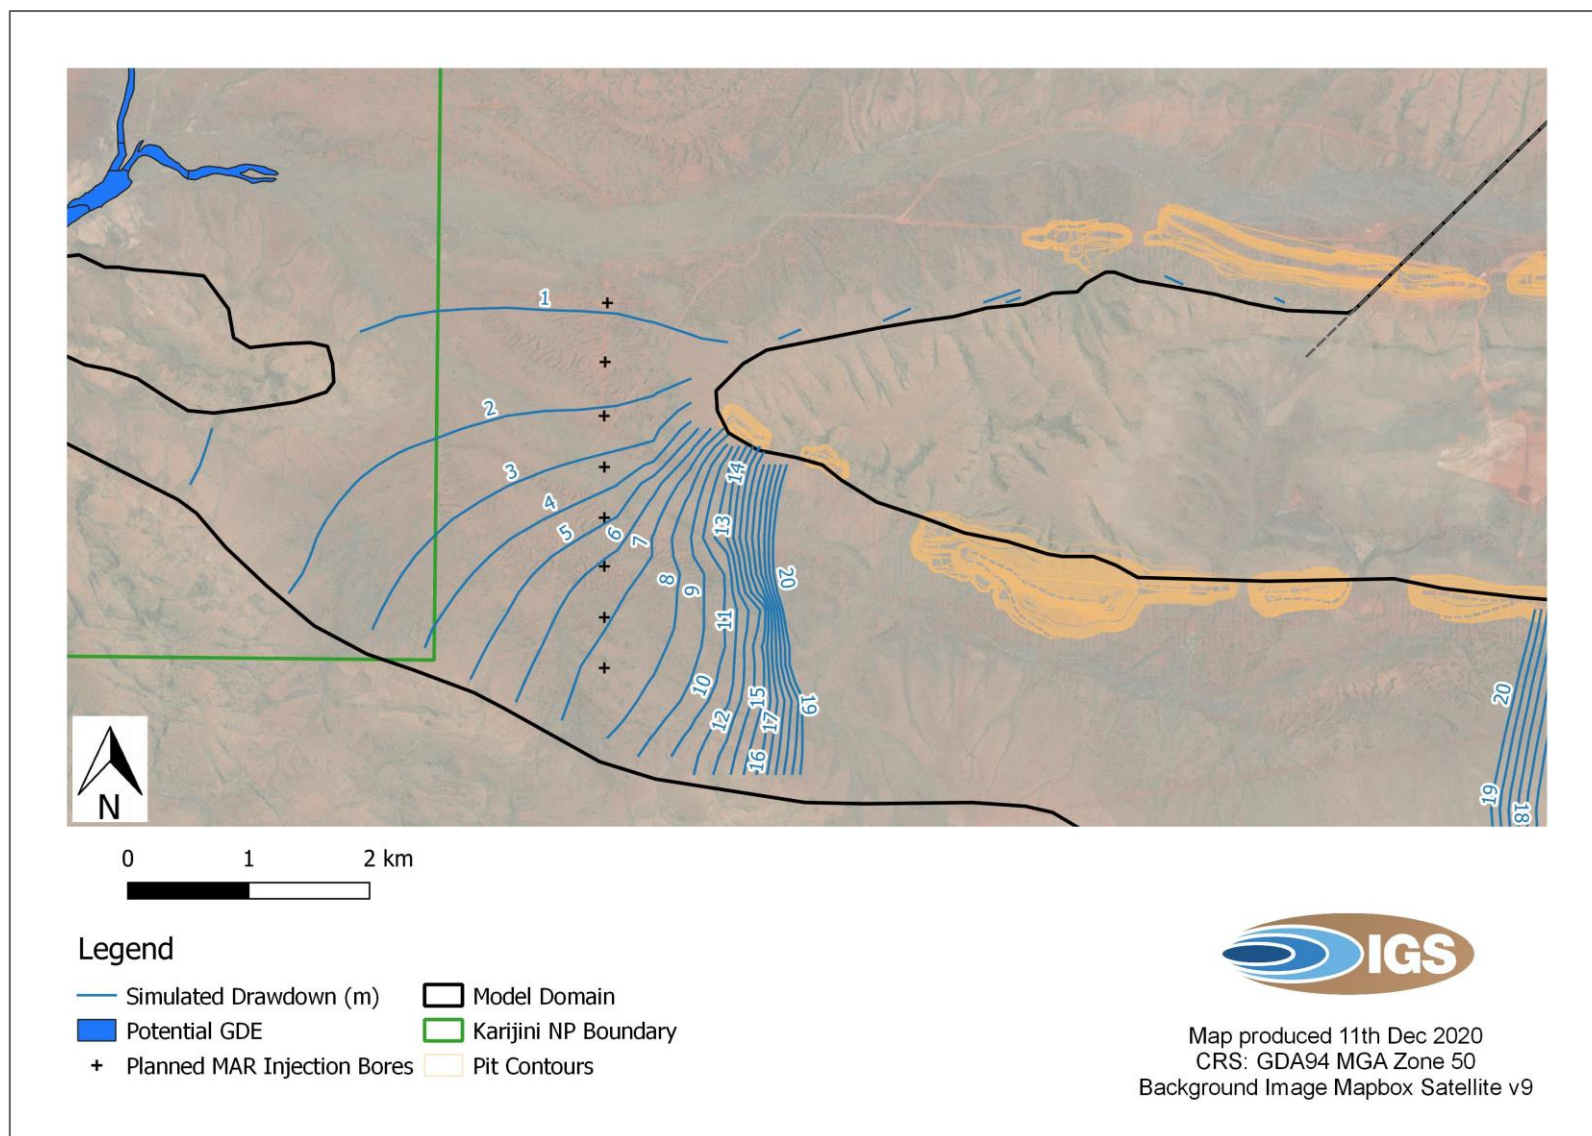 1
2
3
4
5
6
7
8
9
10
11
12
13
14
15
16
17
19
20
20
19
18
N
0 1 2 km
Legend
Simulated Drawdown (m)
Model Domain
Potential GDE
Karijini NP Boundary
Planned MAR Injection Bores
Pit Contours
IGS
Map produced 11th Dec 2020
CRS: GDA94 MGA Zone 50
Background Image Mapbox Satellite v9